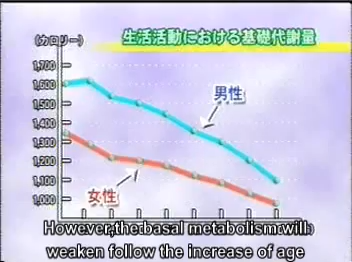 (カロリー)
生活活動における基礎代謝量
1,700
1,600
1,500
1,400
1,300
1,200
1,100
1,000
男性
女性
However,the basal metabolism will
weaken follow the increase of age